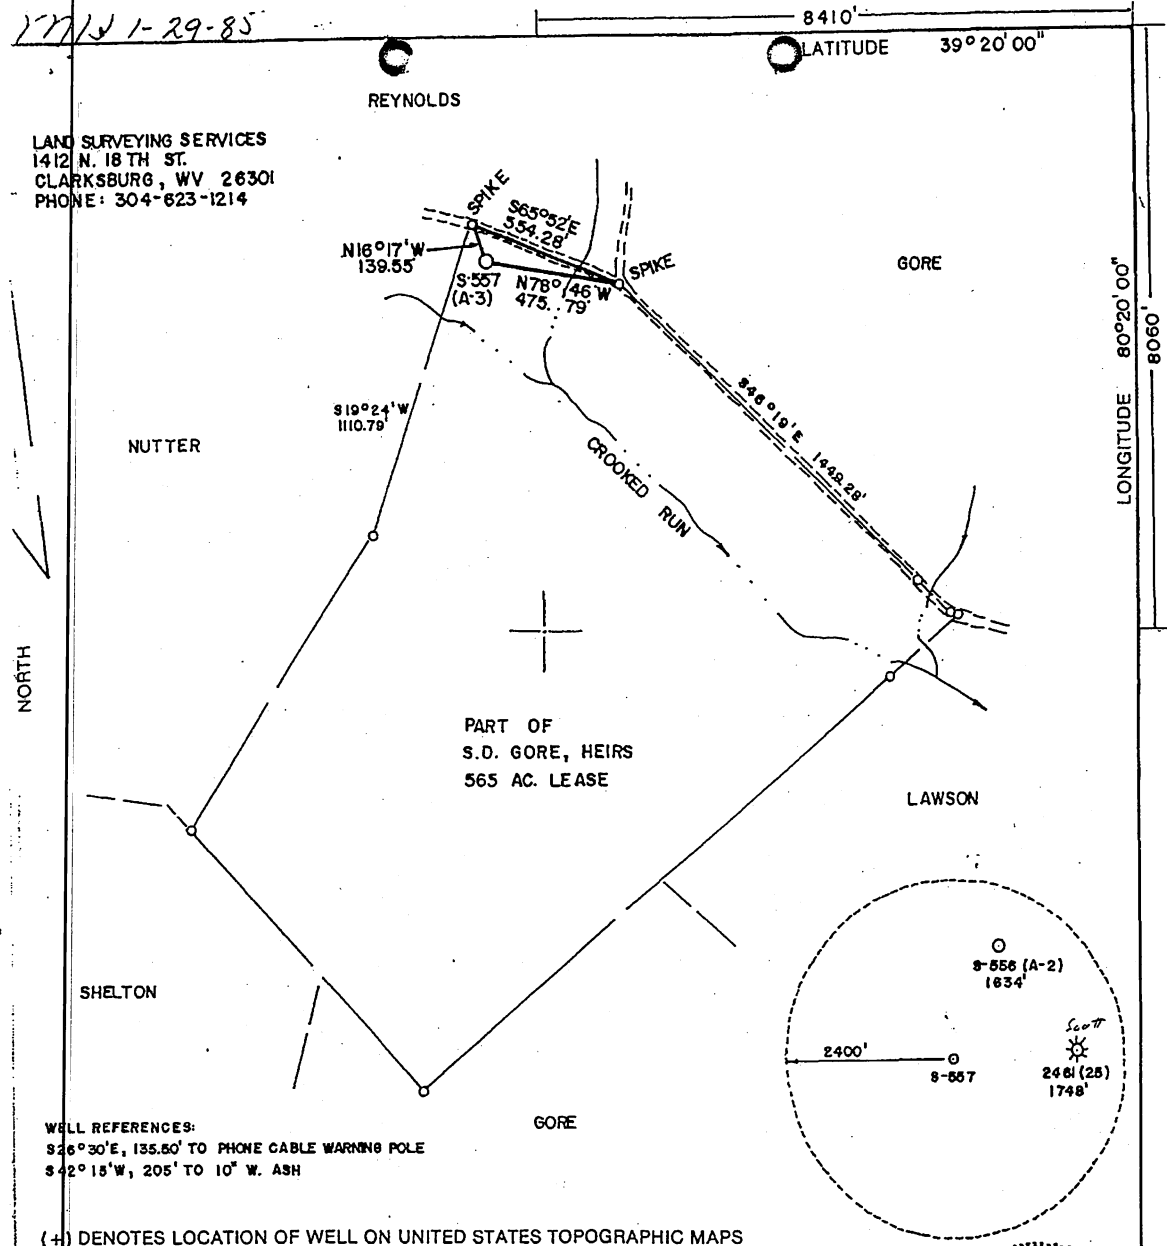 1-29-85
8410'
LATITUDE 39°20'00"
REYNOLDS
LAND SURVEYING SERVICES
1412 N. 18TH ST.
CLARKSBURG, WV 26301
PHONE: 304-623-1214
SPIKE
S65°52'E
554.28'
N16°17'W
139.55'
S-557
(A-3)
N78°46'W
475.79'
SPIKE
GORE
LONGITUDE 80°20'00"
8060'
S19°24'W
1110.79'
NUTTER
S46°19'E 1449.28'
CROOKED RUN
NORTH
PART OF
S.D. GORE, HEIRS
565 AC. LEASE
LAWSON
SHELTON
S-556 (A-2)
1634'
Scott
2400'
S-557
2461 (25)
1748'
GORE
WELL REFERENCES:
S26°30'E, 135.50' TO PHONE CABLE WARNING POLE
S42°15'W, 205' TO 10" W. ASH
(+) DENOTES LOCATION OF WELL ON UNITED STATES TOPOGRAPHIC MAPS